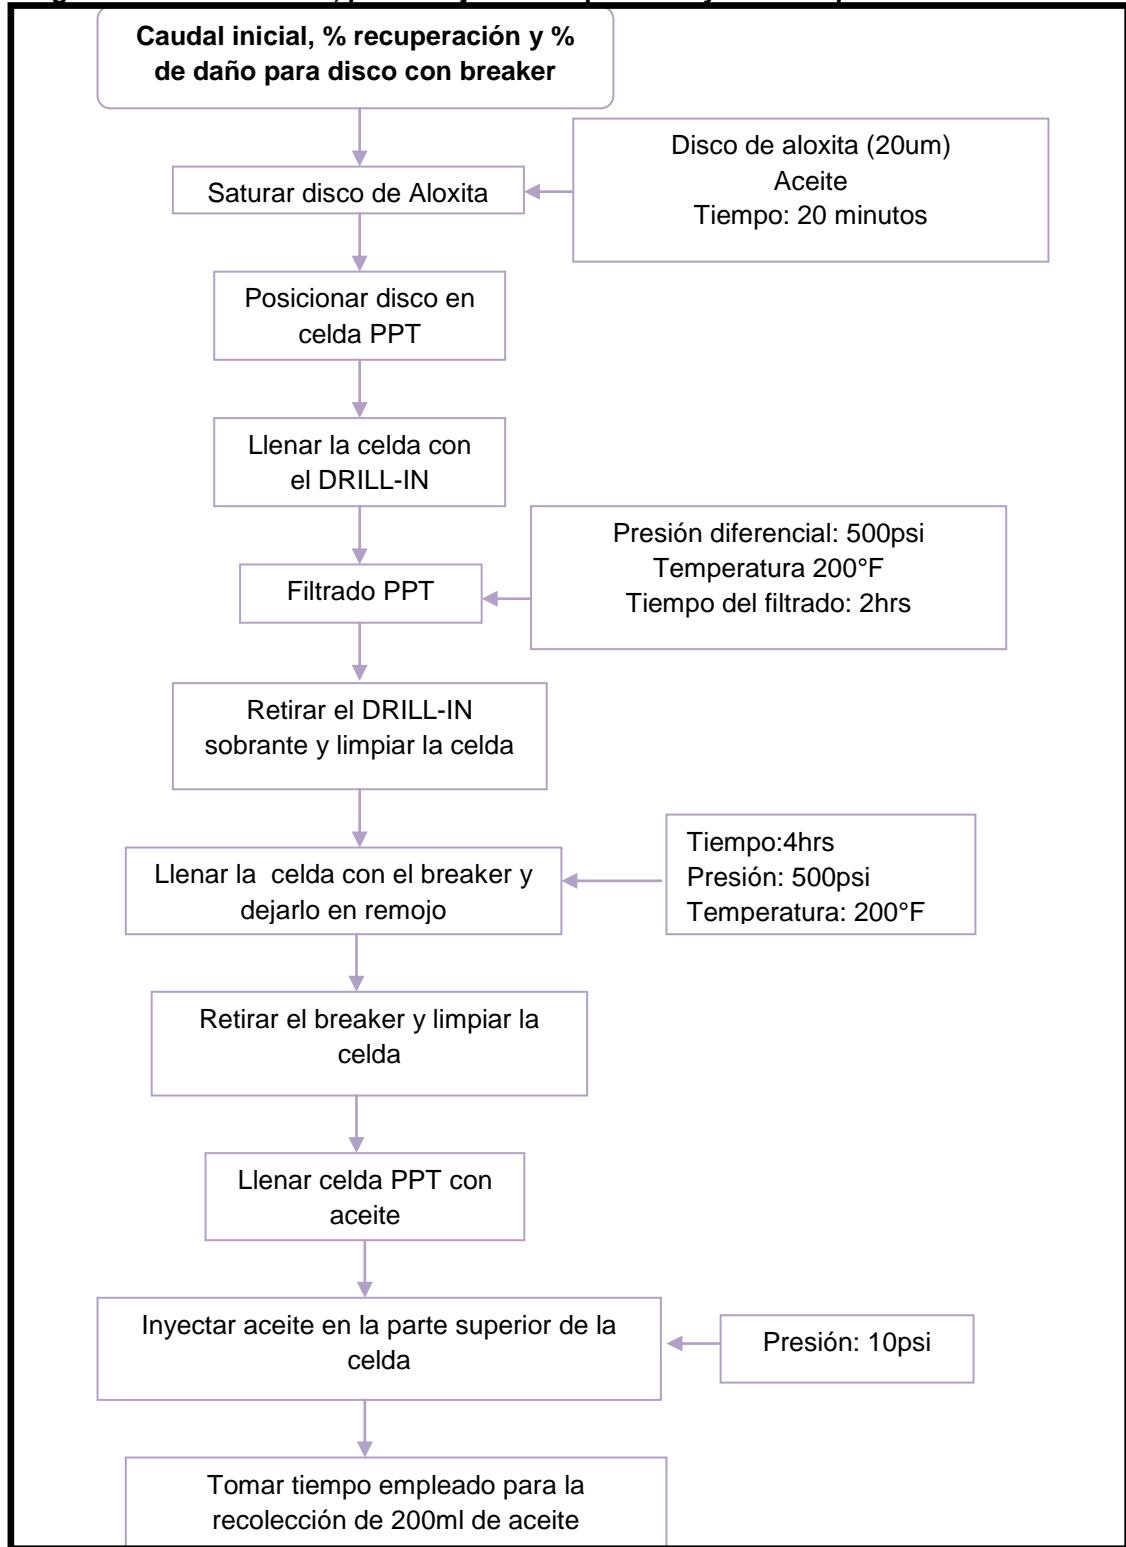 Caudal inicial, % recuperación y %
de daño para disco con breaker
Disco de aloxita (20um)
Aceite
Tiempo: 20 minutos
Saturar disco de Aloxita
Posicionar disco en
celda PPT
Llenar la celda con
el DRILL-IN
Presión diferencial: 500psi
Temperatura 200°F
Tiempo del filtrado: 2hrs
Filtrado PPT
Retirar el DRILL-IN
sobrante y limpiar la celda
Tiempo:4hrs
Presión: 500psi
Temperatura: 200°F
Llenar la celda con el breaker y
dejarlo en remojo
Retirar el breaker y limpiar la
celda
Llenar celda PPT con
aceite
Inyectar aceite en la parte superior de la
celda
Presión: 10psi
Tomar tiempo empleado para la
recolección de 200ml de aceite